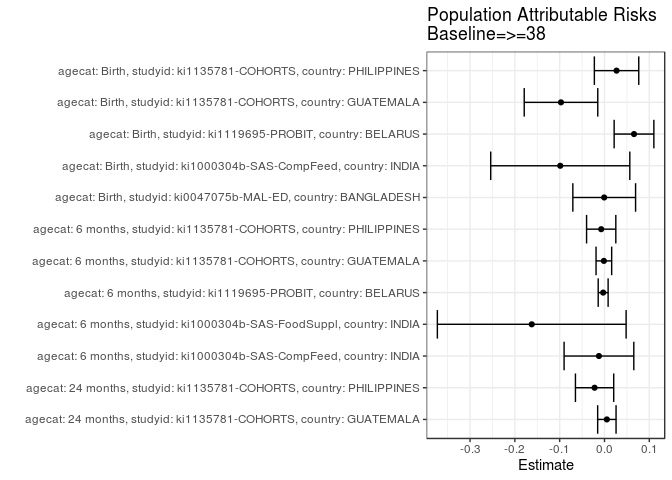 Population Attributable Risks
Baseline=>=38
agecat: Birth, studyid: ki1135781-COHORTS, country: PHILIPPINES
agecat: Birth, studyid: ki1135781-COHORTS, country: GUATEMALA
agecat: Birth, studyid: ki1119695-PROBIT, country: BELARUS
agecat: Birth, studyid: ki1000304b-SAS-CompFeed, country: INDIA
agecat: Birth, studyid: ki0047075b-MAL-ED, country: BANGLADESH
agecat: 6 months, studyid: ki1135781-COHORTS, country: PHILIPPINES
agecat: 6 months, studyid: ki1135781-COHORTS, country: GUATEMALA
agecat: 6 months, studyid: ki1119695-PROBIT, country: BELARUS
agecat: 6 months, studyid: ki1000304b-SAS-FoodSuppl, country: INDIA
agecat: 6 months, studyid: ki1000304b-SAS-CompFeed, country: INDIA
agecat: 24 months, studyid: ki1135781-COHORTS, country: PHILIPPINES
agecat: 24 months, studyid: ki1135781-COHORTS, country: GUATEMALA
-0.3 -0.2 -0.1 0.0 0.1
Estimate